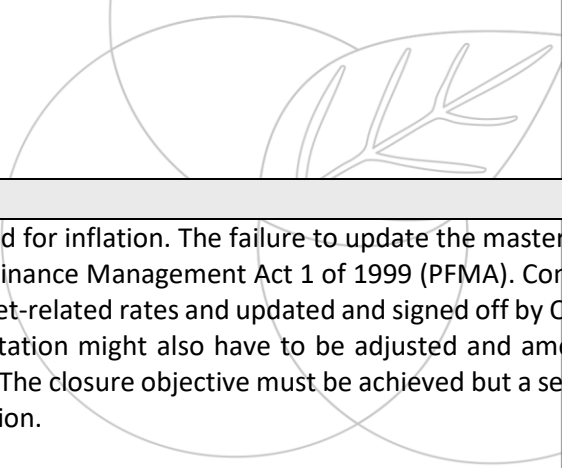 d for inflation. The failure to update the master
inance Management Act 1 of 1999 (PFMA). Con
et-related rates and updated and signed off by C
tation might also have to be adjusted and ame
The closure objective must be achieved but a se
ion.